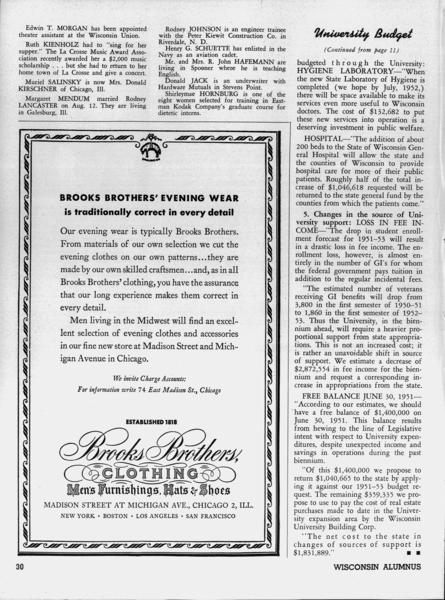 Edwin T. MORGAN has been appointed
theater assistant at the Wisconsin Union.
Ruth KIENHOLZ had to "sing for her
supper." The La Crosse Music Award Asso-
ciation recently awarded her a $2,000 music
scholarship . . . but she had to return to her
home town of La Crosse and give a concert.
Muriel SALINSKY is now Mrs. Donald
KIRSCHNER of Chicago, Ill.
Margaret MENDUM married Rodney
LANCASTER on Aug. 12. They are living
in Galesburg, Ill.
Rodney JOHNSON is an engineer trainee
with the Peter Kiewit Construction Co. in
Riverdale, N. D.
Henry G. SCHUETTE has enlisted in the
Navy as an aviation cadet.
Mr. and Mrs. R. John HAFEMANN are
living in Spooner where he is teaching
English.
Donald JACK is an underwriter with
Hardware Mutuals in Stevens Point.
Shirleymae HORNBURG is one of the
eight women selected for training in East-
man Kodak Company's graduate course for
dietetic interns.
BROOKS BROTHERS' EVENING WEAR
is traditionally correct in every detail
Our evening wear is typically Brooks Brothers.
From materials of our own selection we cut the
evening clothes on our own patterns...they are
made by our own skilled craftsmen...and, as in all
Brooks Brothers' clothing, you have the assurance
that our long experience makes them correct in
every detail.
Men living in the Midwest will find an excel-
lent selection of evening clothes and accessories
in our fine new store at Madison Street and Mich-
igan Avenue in Chicago.
We invite Charge Accounts:
For information write 74 East Madison St., Chicago
ESTABLISHED 1818
Brooks Brothers,
CLOTHING
Men's Furnishings, Hats & Shoes
MADISON STREET AT MICHIGAN AVE., CHICAGO 2, ILL.
NEW YORK • BOSTON • LOS ANGELES • SAN FRANCISCO
University Budget
(Continued from page 11)
budgeted through the University:
HYGIENE LABORATORY—"When
the new State Laboratory of Hygiene is
completed (we hope by July, 1952,)
there will be space available to make its
services even more useful to Wisconsin
doctors. The cost of $152,682 to put
these new services into operation is a
deserving investment in public welfare.
HOSPITAL—"The addition of about
200 beds to the State of Wisconsin Gen-
eral Hospital will allow the state and
the counties of Wisconsin to provide
hospital care for more of their public
patients. Roughly half of the total in-
crease of $1,046,618 requested will be
returned to the state general fund by the
counties from which the patients come."
5. Changes in the source of Uni-
versity support: LOSS IN FEE IN-
COME—"The drop in student enroll-
ment forecast for 1951–53 will result
in a drastic loss in fee income. The en-
rollment loss, however, is almost en-
tirely in the number of GI's for whom
the federal government pays tuition in
addition to the regular incidental fees.
"The estimated number of veterans
receiving GI benefits will drop from
3,800 in the first semester of 1950–51
to 1,860 in the first semester of 1952–
53. Thus the University, in the bien-
nium ahead, will require a heavier pro-
portional support from state appropria-
tions. This is not an increased cost; it
is rather an unavoidable shift in source
of support. We estimate a decrease of
$2,872,554 in fee income for the bien-
nium and request a corresponding in-
crease in appropriations from the state.
FREE BALANCE JUNE 30, 1951—
"According to our estimates, we should
have a free balance of $1,400,000 on
June 30, 1951. This balance results
from hewing to the line of Legislative
intent with respect to University expen-
ditures, despite unexpected income and
savings in operations during the past
biennium.
"Of this $1,400,000 we propose to
return $1,040,665 to the state by apply-
ing it against our 1951–53 budget re-
quest. The remaining $359,335 we pro-
pose to use to pay the cost of real estate
purchases made to date in the Univer-
sity expansion area by the Wisconsin
University Building Corp.
"The net cost to the state in
changes of sources of support is
$1,831,889."
30
WISCONSIN ALUMNUS